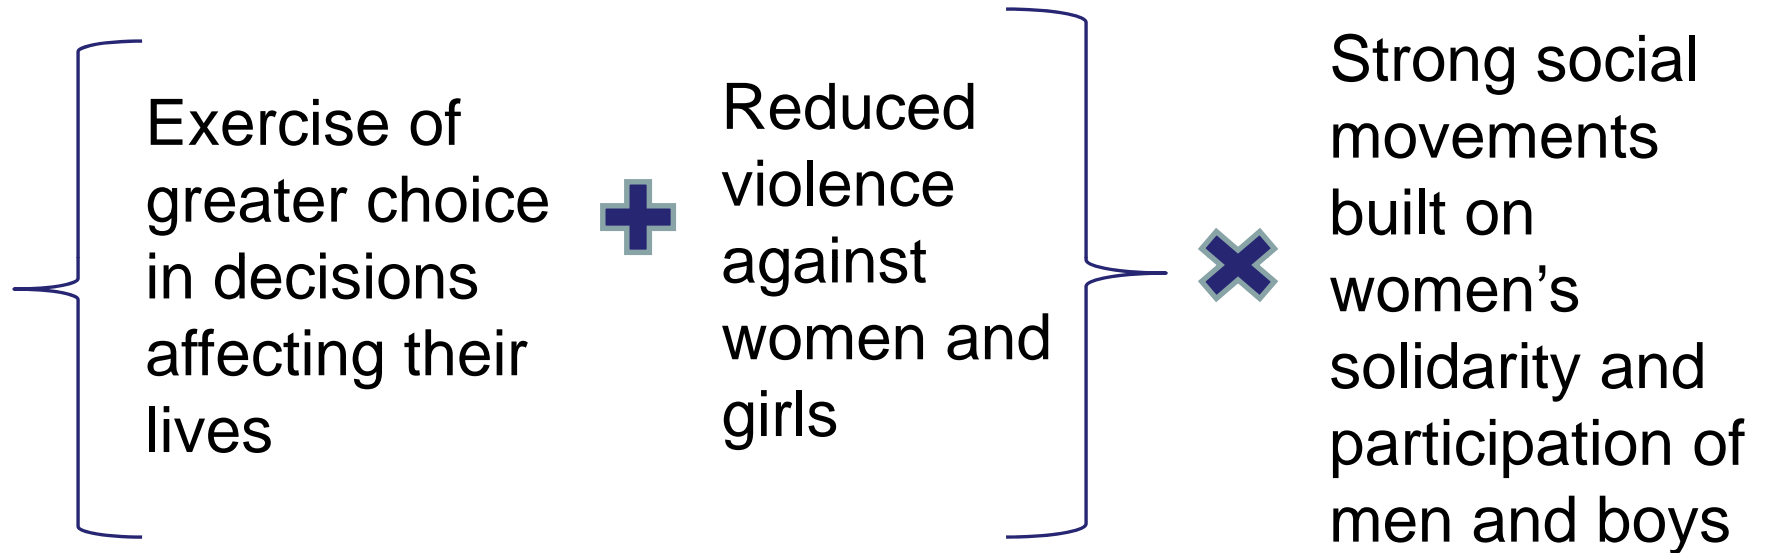 Exercise of
greater choice
in decisions
affecting their
lives
Reduced
violence
against
women and
girls
Strong social
movements
built on
women’s
solidarity and
participation of
men and boys